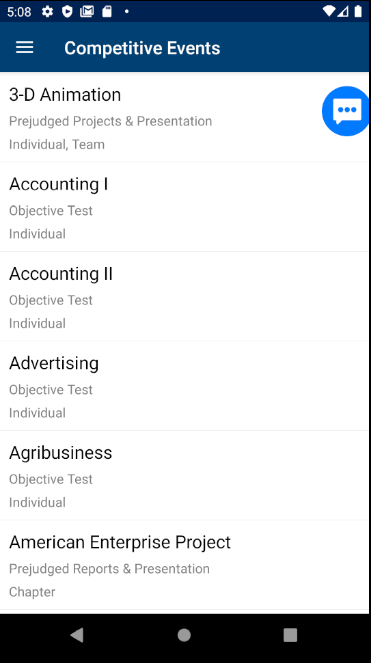 5:08
Competitive Events
3-D Animation
Prejudged Projects & Presentation
Individual, Team
Accounting I
Objective Test
Individual
Accounting II
Objective Test
Individual
Advertising
Objective Test
Individual
Agribusiness
Objective Test
Individual
American Enterprise Project
Prejudged Reports & Presentation
Chapter